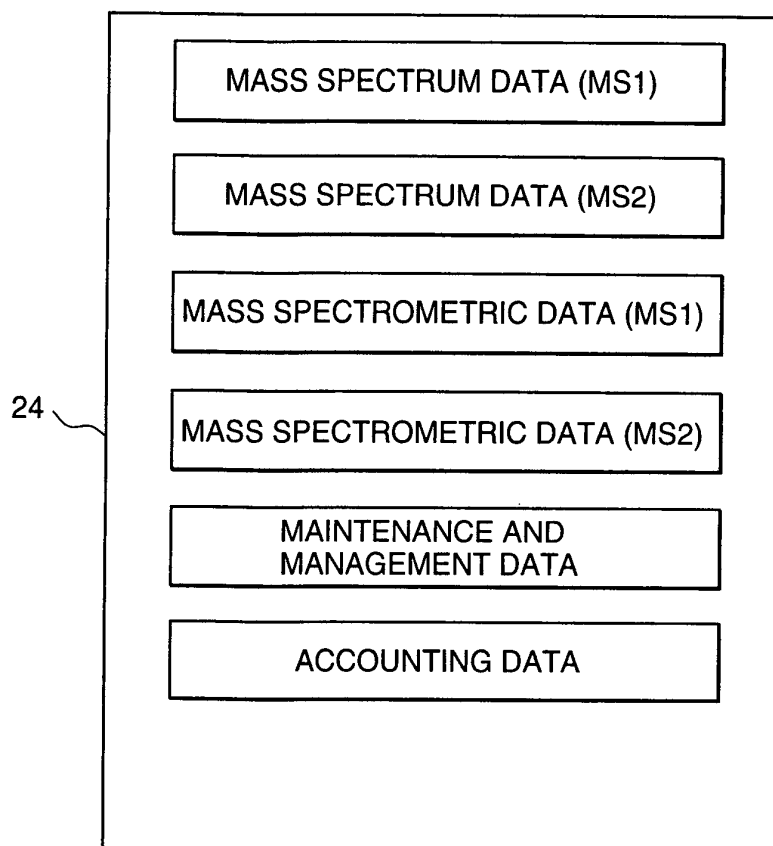 MASS SPECTRUM DATA (MS1)
MASS SPECTRUM DATA (MS2)
MASS SPECTROMETRIC DATA (MS1)
24
MASS SPECTROMETRIC DATA (MS2)
MAINTENANCE AND
MANAGEMENT DATA
ACCOUNTING DATA